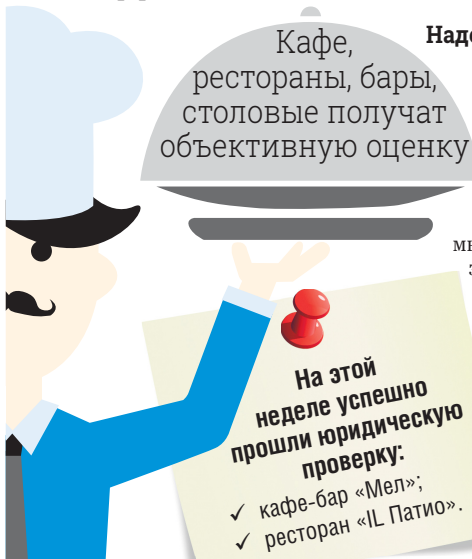 Кафе,
рестораны, бары,
столовые получат
объективную оценку
На этой
неделе успешно
прошли юридическую
проверку:
✓ кафе-бар «Мел»;
✓ ресторан «IL Патио».